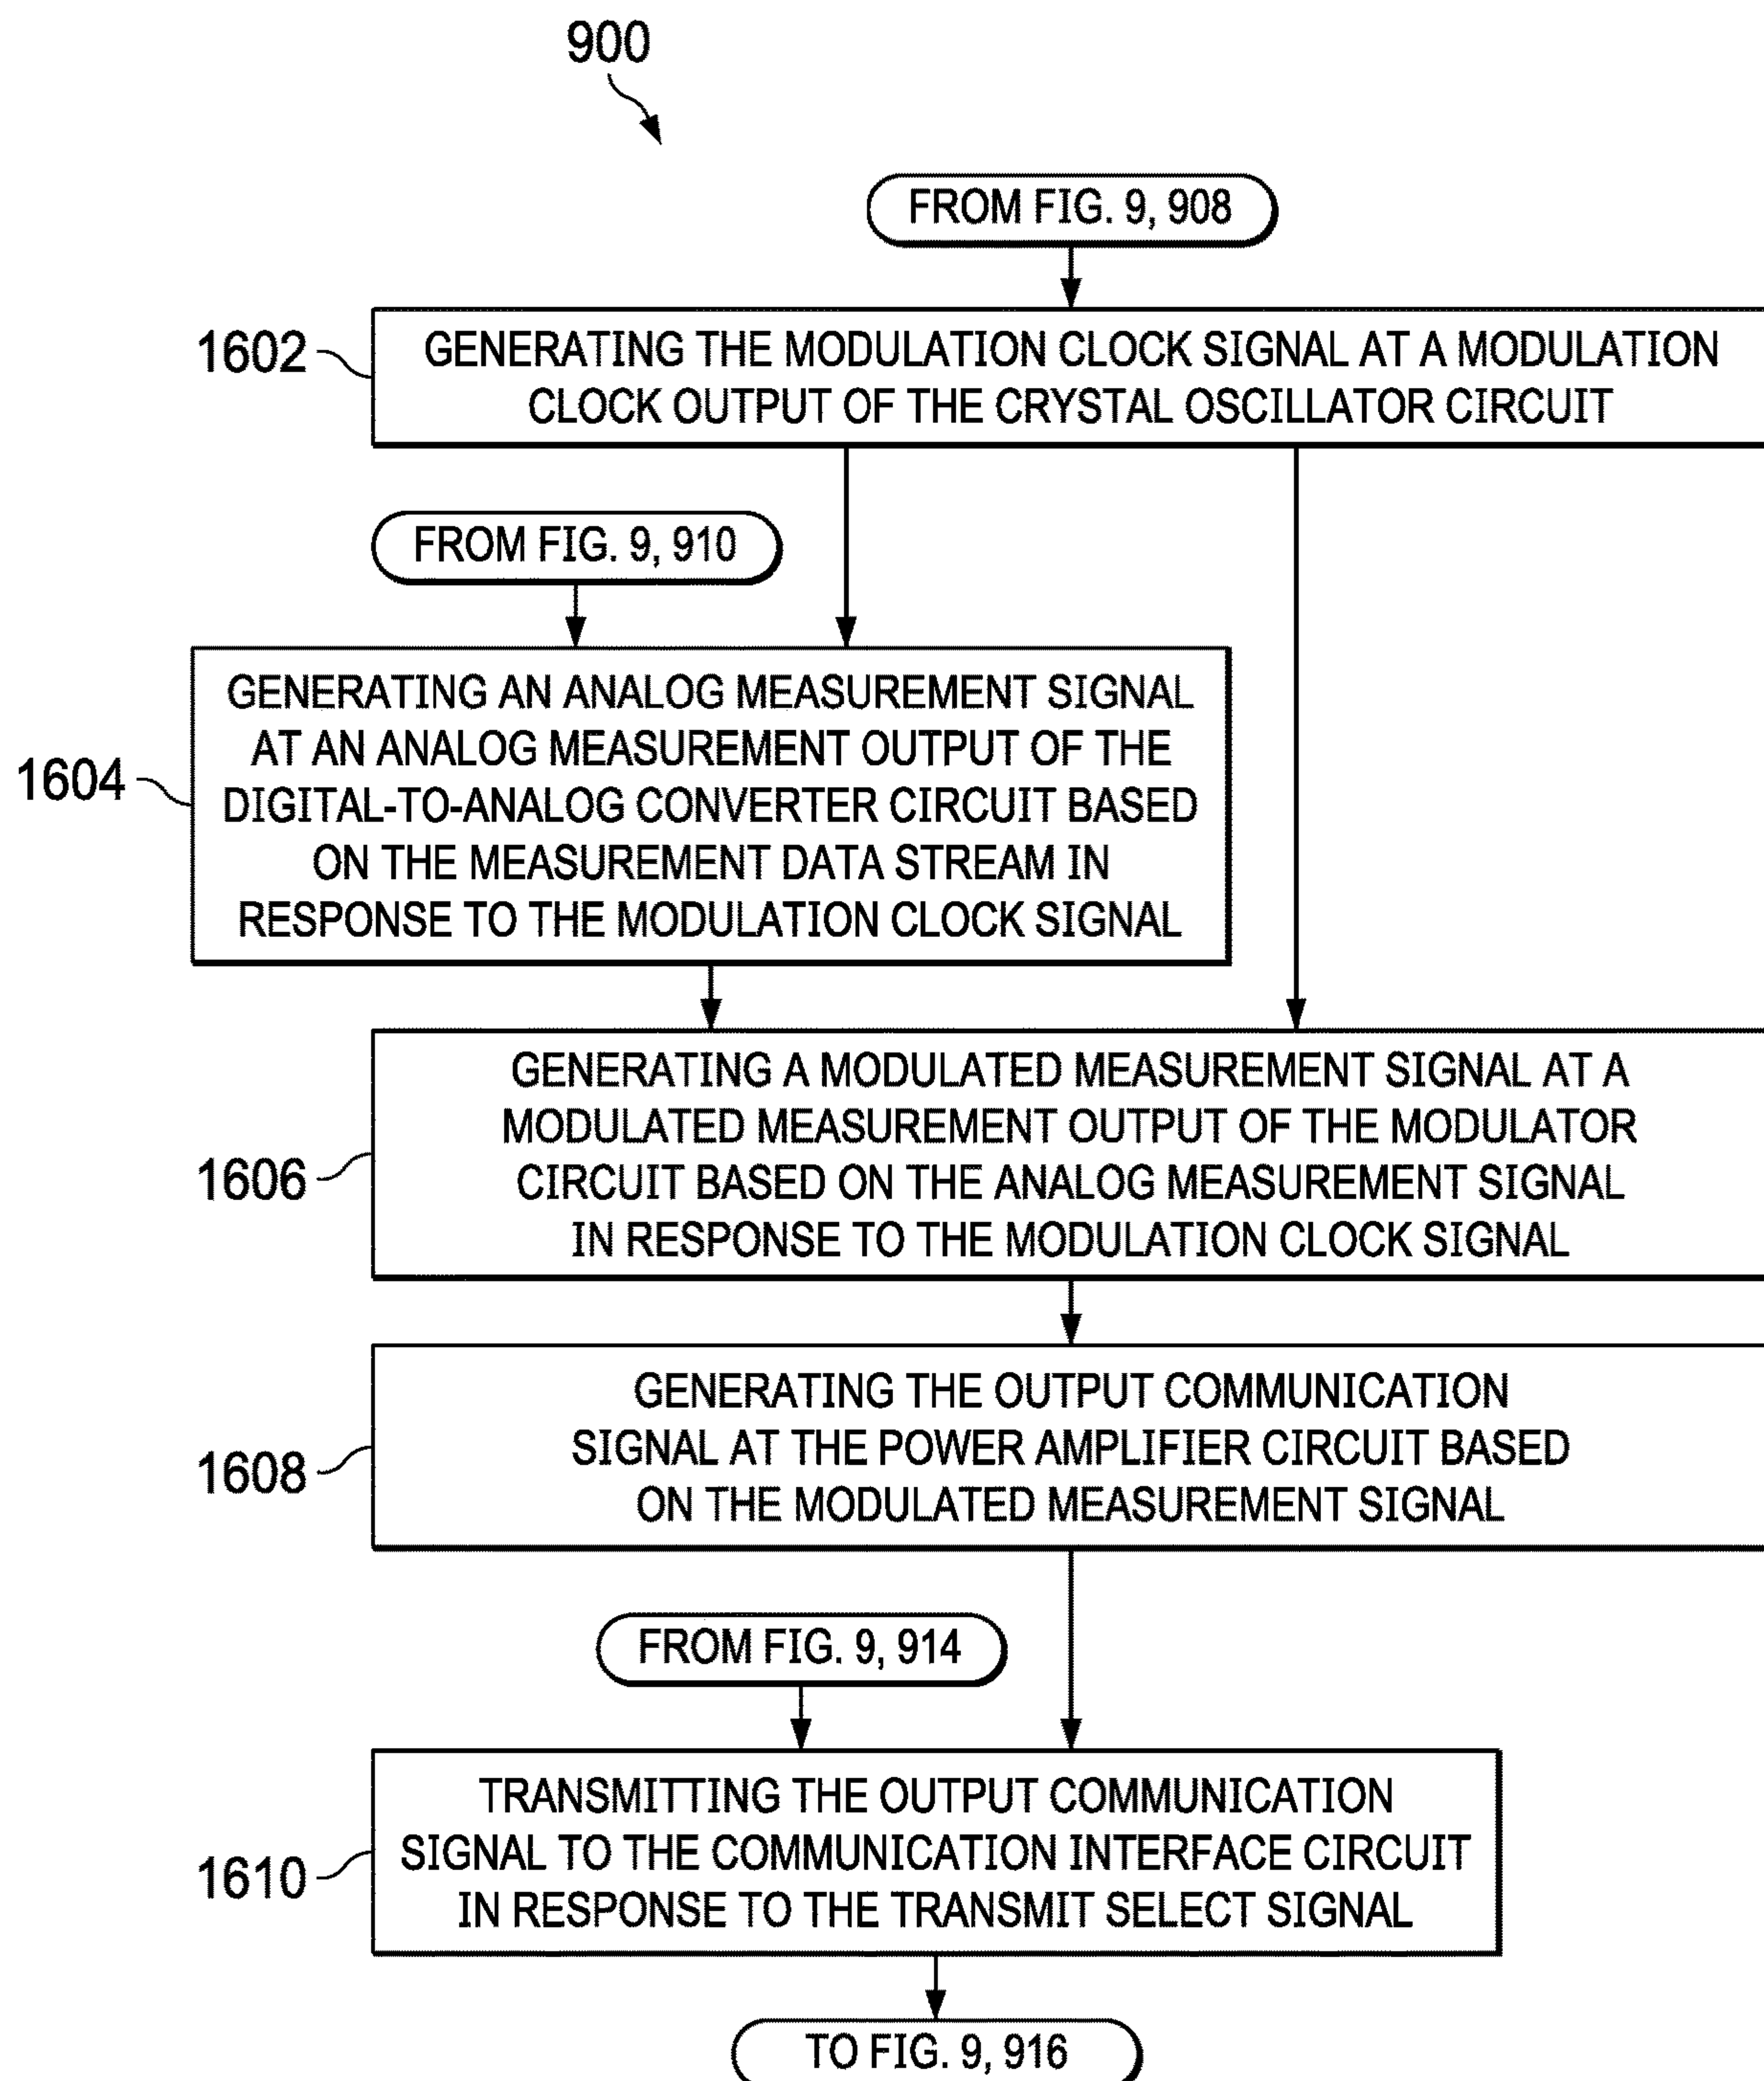 900
FROM FIG. 9, 908
1602
GENERATING THE MODULATION CLOCK SIGNAL AT A MODULATION
CLOCK OUTPUT OF THE CRYSTAL OSCILLATOR CIRCUIT
FROM FIG. 9, 910
1604
GENERATING AN ANALOG MEASUREMENT SIGNAL
AT AN ANALOG MEASUREMENT OUTPUT OF THE
DIGITAL-TO-ANALOG CONVERTER CIRCUIT BASED
ON THE MEASUREMENT DATA STREAM IN
RESPONSE TO THE MODULATION CLOCK SIGNAL
1606
GENERATING A MODULATED MEASUREMENT SIGNAL AT A
MODULATED MEASUREMENT OUTPUT OF THE MODULATOR
CIRCUIT BASED ON THE ANALOG MEASUREMENT SIGNAL
IN RESPONSE TO THE MODULATION CLOCK SIGNAL
1608
GENERATING THE OUTPUT COMMUNICATION
SIGNAL AT THE POWER AMPLIFIER CIRCUIT BASED
ON THE MODULATED MEASUREMENT SIGNAL
FROM FIG. 9, 914
1610
TRANSMITTING THE OUTPUT COMMUNICATION
SIGNAL TO THE COMMUNICATION INTERFACE CIRCUIT
IN RESPONSE TO THE TRANSMIT SELECT SIGNAL
TO FIG. 9, 916